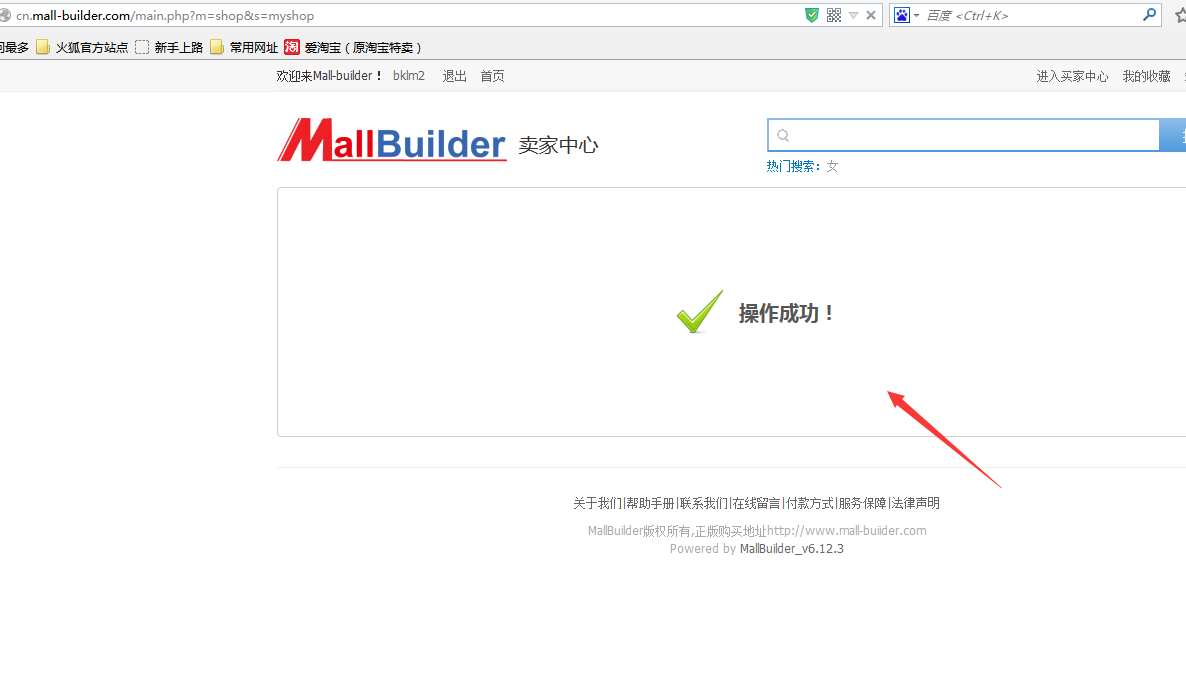 cn.mall-builder.com/main.php?m=shop&s=myshop
百度 <Ctrl+K>
问最多 火狐官方站点 新手上路 常用网址 淘 爱淘宝（原淘宝特卖）
欢迎来Mall-builder！ bklm2 退出 首页 进入买家中心 我的收藏
MallBuilder 卖家中心
热门搜索：女
操作成功！
关于我们|帮助手册|联系我们|在线留言|付款方式|服务保障|法律声明
MallBuilder版权所有,正版购买地址http://www.mall-builder.com
Powered by MallBuilder_v6.12.3